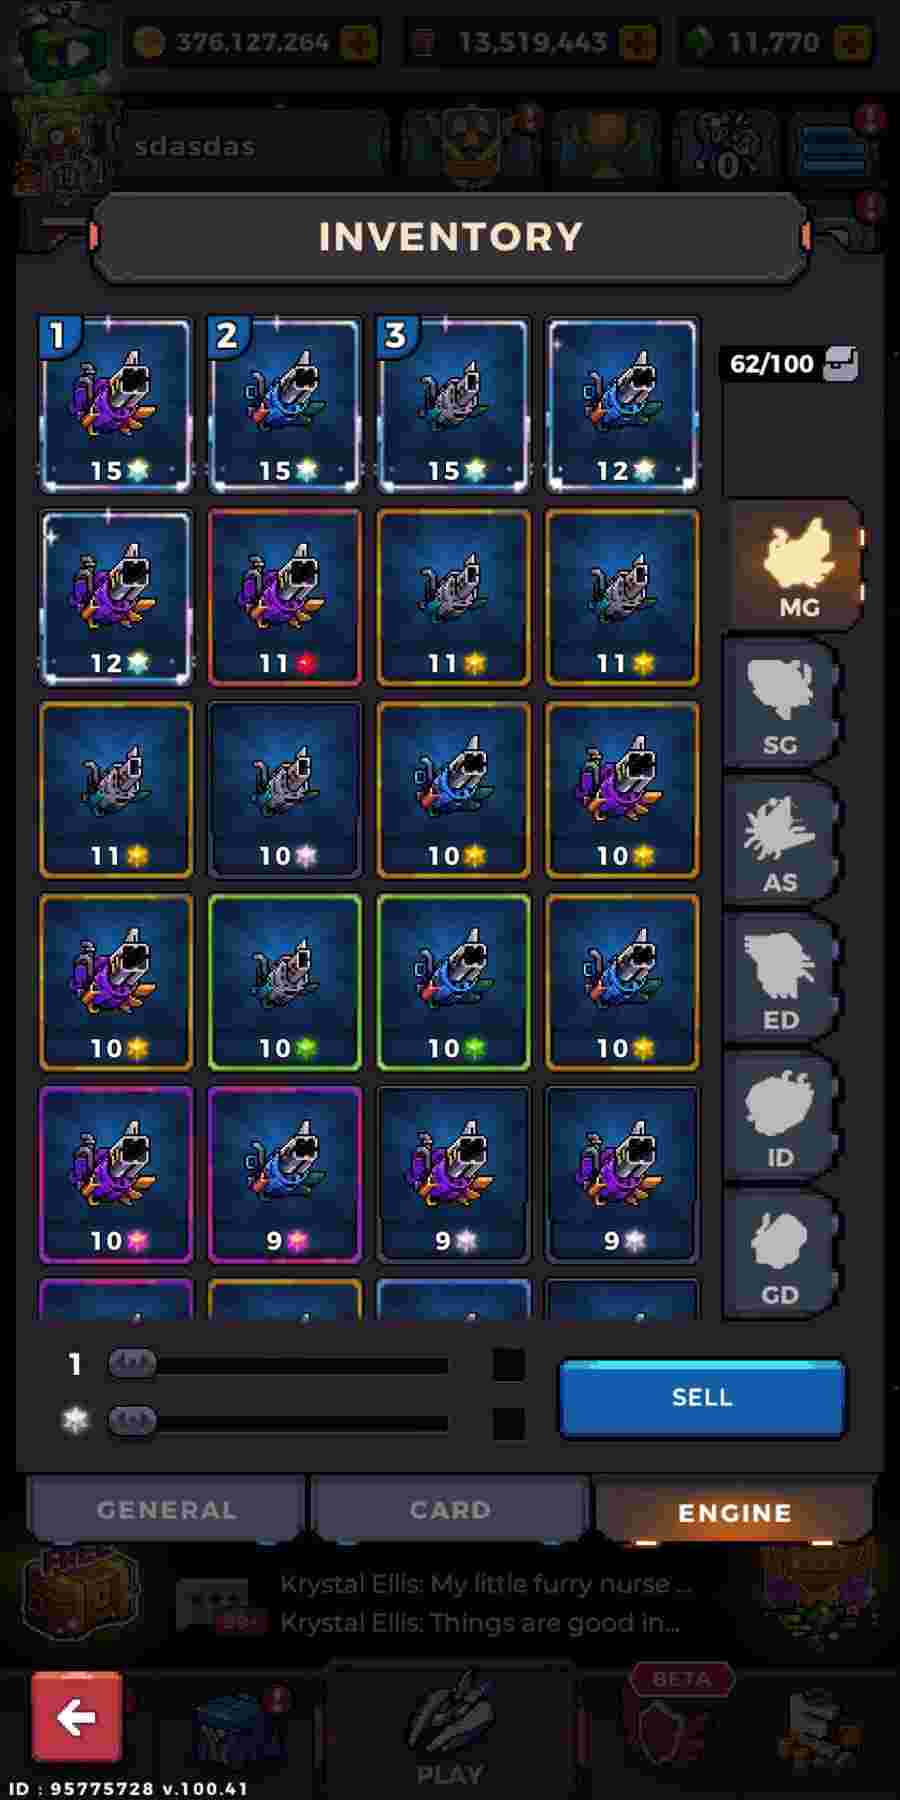 376,127,264
13,519,443
11,770
sdasdas
0
INVENTORY
1
2
3
62/100
15
15
15
12
12
11
11
11
MG
SG
11
10
10
10
AS
10
10
10
10
ED
10
9
9
9
ID
GD
1
SELL
GENERAL
CARD
ENGINE
FREE
Krystal Ellis: My little furry nurse ...
99+
Krystal Ellis: Things are good in...
BETA
PLAY
ID : 95775728 v.100.41